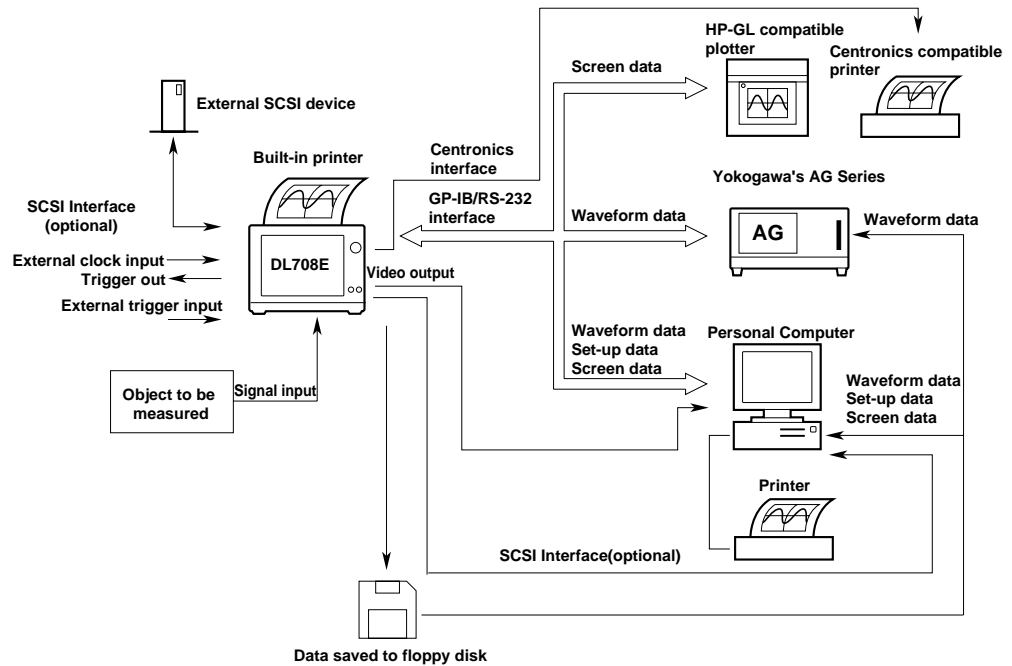 HP-GL compatible
plotter
Centronics compatible
printer
Screen data
External SCSI device
Built-in printer
Centronics
interface
Yokogawa's AG Series
GP-IB/RS-232
interface
SCSI Interface
(optional)
Waveform data
AG
Waveform data
External clock input
DL708E
Video output
Trigger out
External trigger input
Waveform data
Set-up data
Screen data
Personal Computer
Object to be
measured
Signal input
Waveform data
Set-up data
Screen data
Printer
SCSI Interface(optional)
Data saved to floppy disk